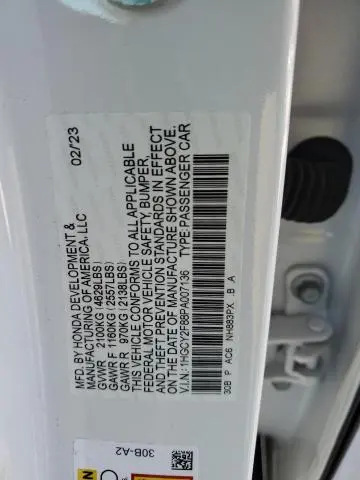 MFD. BY HONDA DEVELOPMENT &
MANUFACTURING OF AMERICA, LLC
02/23
GVWR 2100KG (4629LBS)
GAWR F 1160KG (2557LBS)
GAWR R 970KG (2138LBS)
THIS VEHICLE CONFORMS TO ALL APPLICABLE
FEDERAL MOTOR VEHICLE SAFETY, BUMPER,
AND THEFT PREVENTION STANDARDS IN EFFECT
ON THE DATE OF MANUFACTURE SHOWN ABOVE.
V.I.N.: 1HGCY2F68PA007136 TYPE:PASSENGER CAR
30B P AC6 NH883PX B A
30B-A2